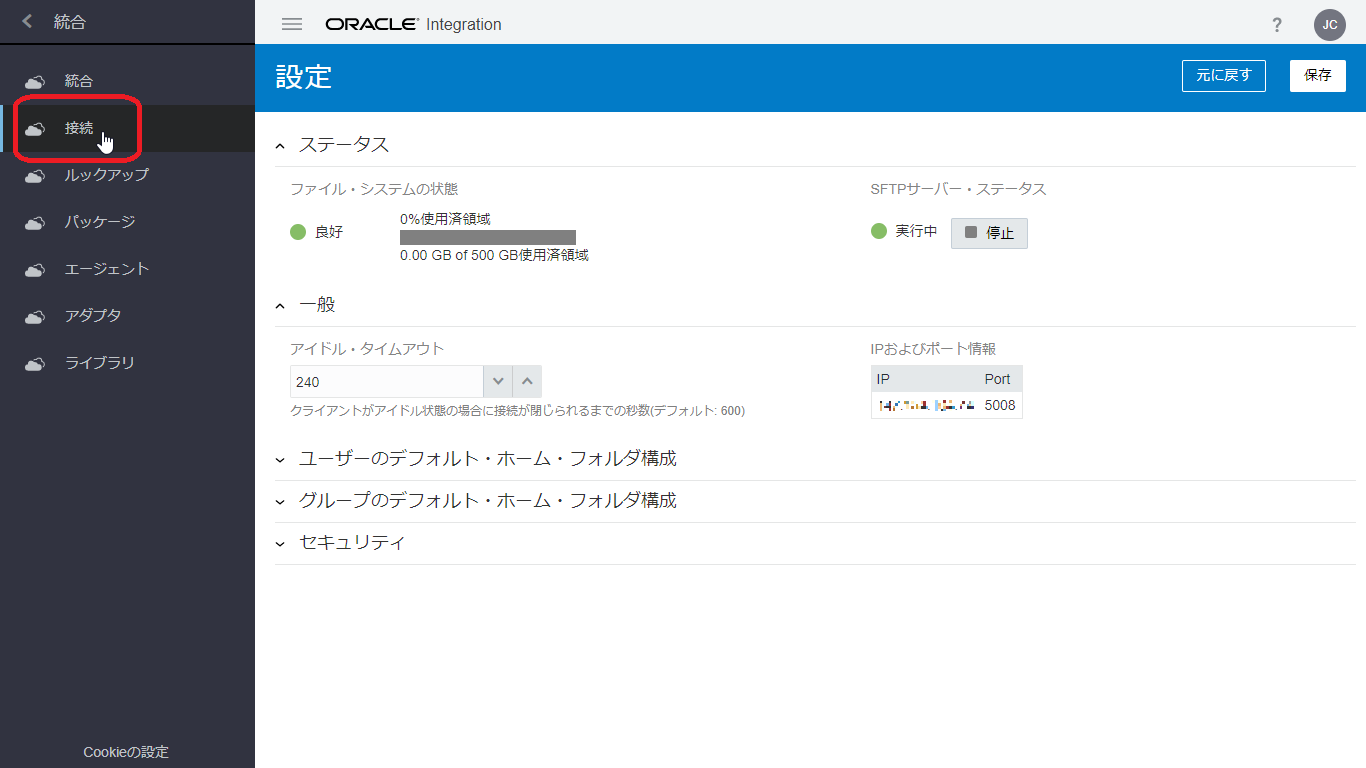 統合
統合
接続
ルックアップ
パッケージ
エージェント
アダプタ
ライブラリ
Cookieの設定
ORACLE Integration
?
JC
設定
元に戻す
保存
ステータス
ファイル・システムの状態
良好
0%使用済領域
0.00 GB of 500 GB使用済領域
SFTPサーバー・ステータス
実行中
停止
一般
アイドル・タイムアウト
240
クライアントがアイドル状態の場合に接続が閉じられるまでの秒数(デフォルト: 600)
IPおよびポート情報
IP Port
5008
ユーザーのデフォルト・ホーム・フォルダ構成
グループのデフォルト・ホーム・フォルダ構成
セキュリティ